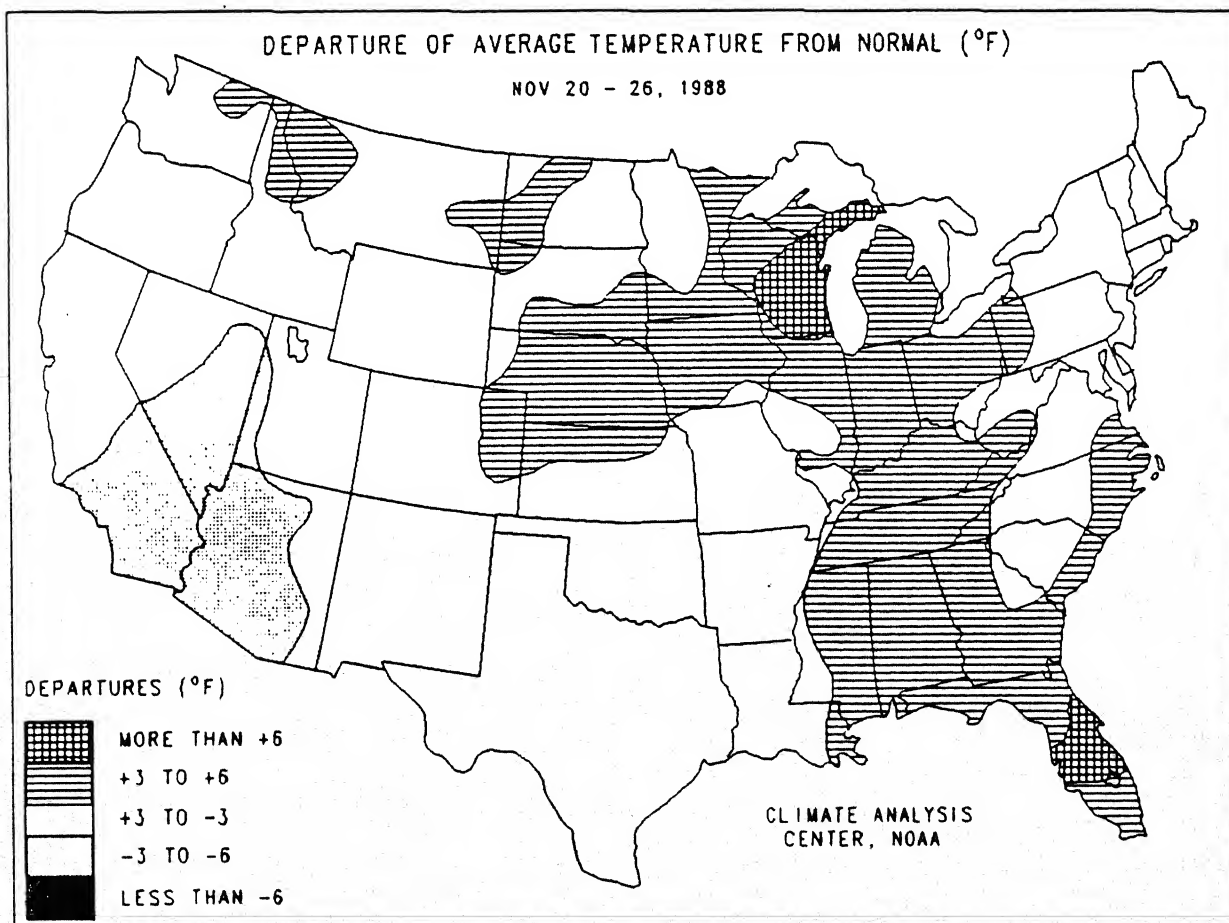 DEPARTURE OF AVERAGE TEMPERATURE FROM NORMAL (°F)
NOV 20 - 26, 1988
DEPARTURES (°F)
MORE THAN +6
+3 TO +6
+3 TO -3
-3 TO -6
LESS THAN -6
CLIMATE ANALYSIS
CENTER, NOAA